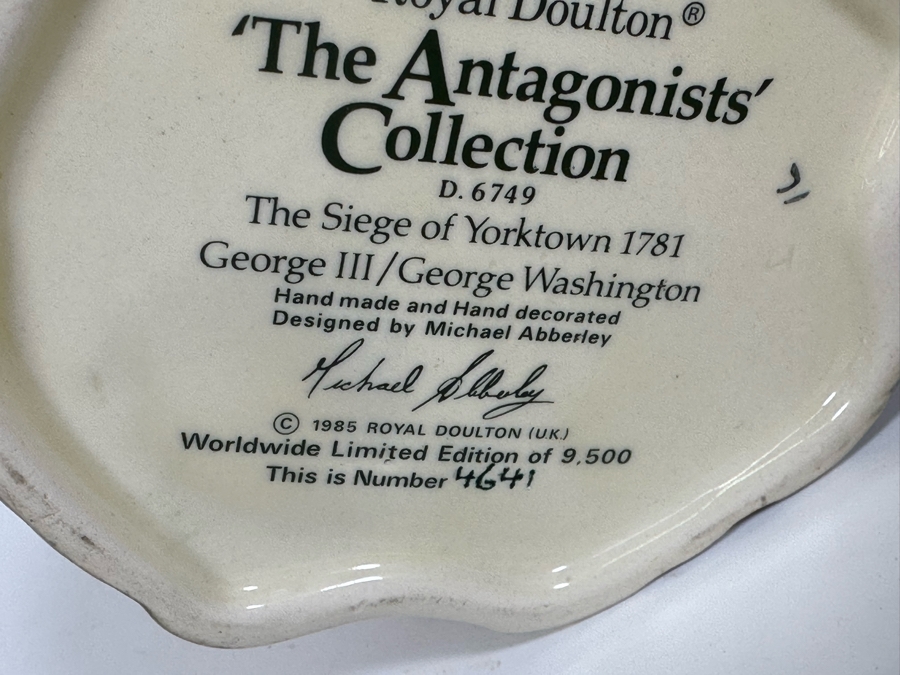 Royal Doulton®
'The Antagonists'
Collection
D. 6749
The Siege of Yorktown 1781
George III/George Washington
Hand made and Hand decorated
Designed by Michael Abberley
Michael Abberley
© 1985 ROYAL DOULTON (UK)
Worldwide Limited Edition of 9,500
This is Number 4641